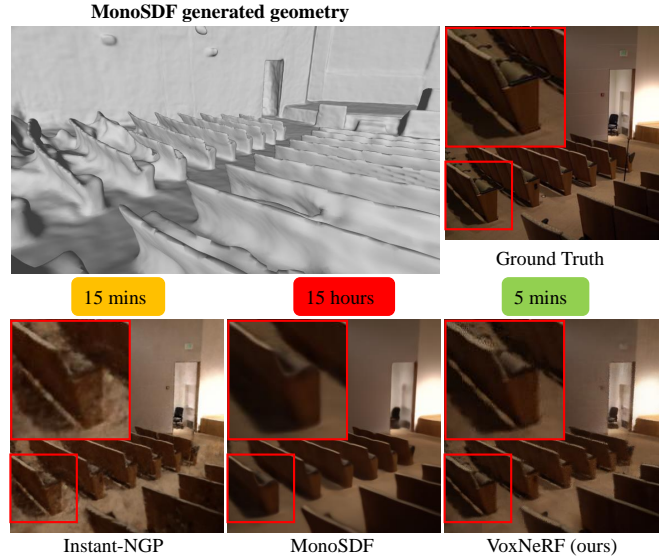 MonoSDF generated geometry
Ground Truth
15 mins
15 hours
5 mins
Instant-NGP
MonoSDF
VoxNeRF (ours)